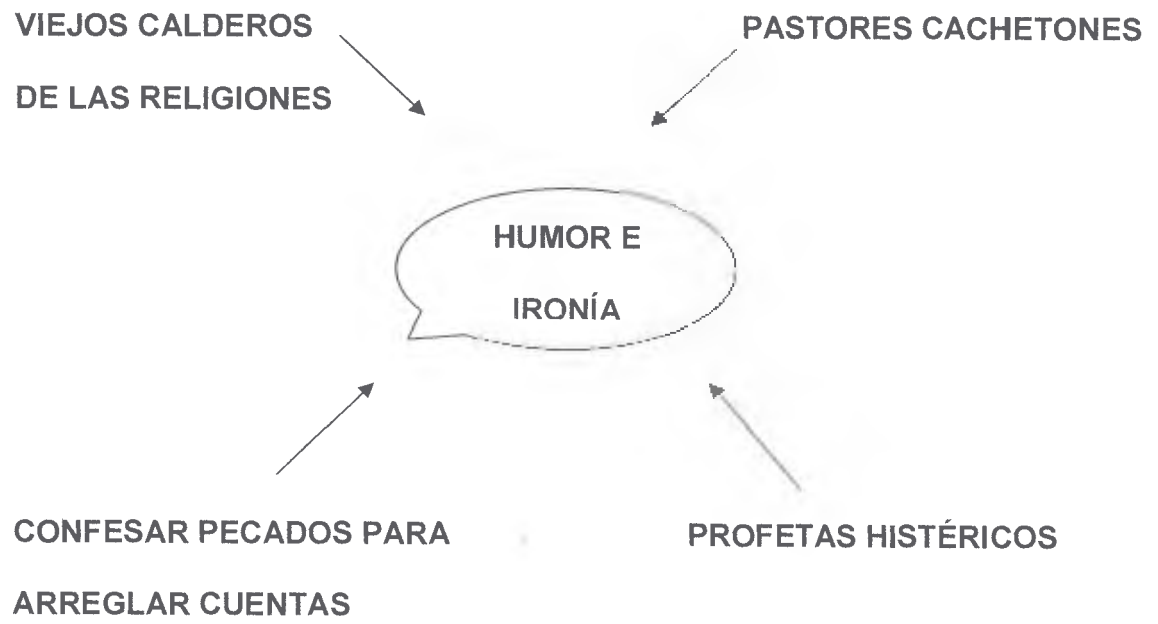 VIEJOS CALDEROS
DE LAS RELIGIONES
PASTORES CACHETONES
HUMOR E
IRONÍA
CONFESAR PECADOS PARA
ARREGLAR CUENTAS
PROFETAS HISTÉRICOS